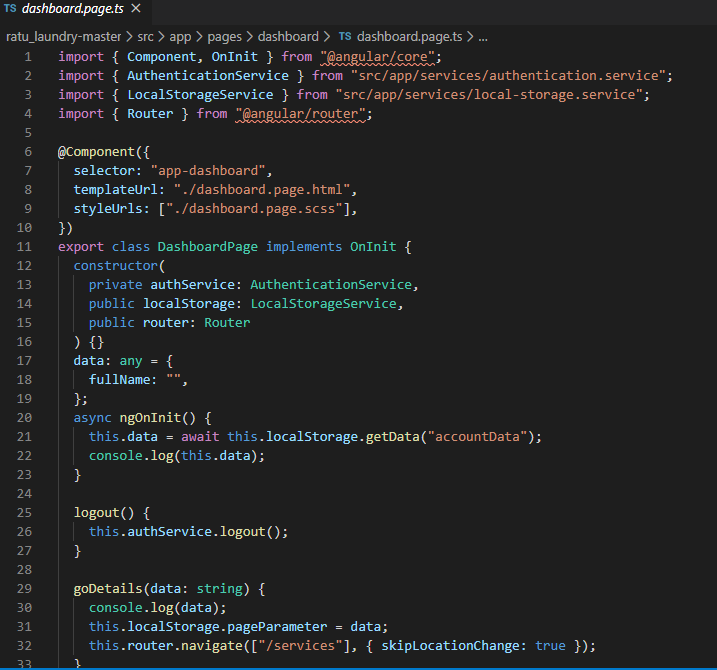 TS dashboard.page.ts ×
ratu_laundry-master > src > app > pages > dashboard > TS dashboard.page.ts > ...
1 import { Component, OnInit } from "@angular/core";
2 import { AuthenticationService } from "src/app/services/authentication.service";
3 import { LocalStorageService } from "src/app/services/local-storage.service";
4 import { Router } from "@angular/router";
5
6 @Component({
7   selector: "app-dashboard",
8   templateUrl: "./dashboard.page.html",
9   styleUrls: ["./dashboard.page.scss"],
10 })
11 export class DashboardPage implements OnInit {
12   constructor(
13     private authService: AuthenticationService,
14     public localStorage: LocalStorageService,
15     public router: Router
16   ) {}
17   data: any = {
18     fullName: "",
19   };
20   async ngOnInit() {
21     this.data = await this.localStorage.getData("accountData");
22     console.log(this.data);
23   }
24
25   logout() {
26     this.authService.logout();
27   }
28
29   goDetails(data: string) {
30     console.log(data);
31     this.localStorage.pageParameter = data;
32     this.router.navigate(["/services"], { skipLocationChange: true });
33   }